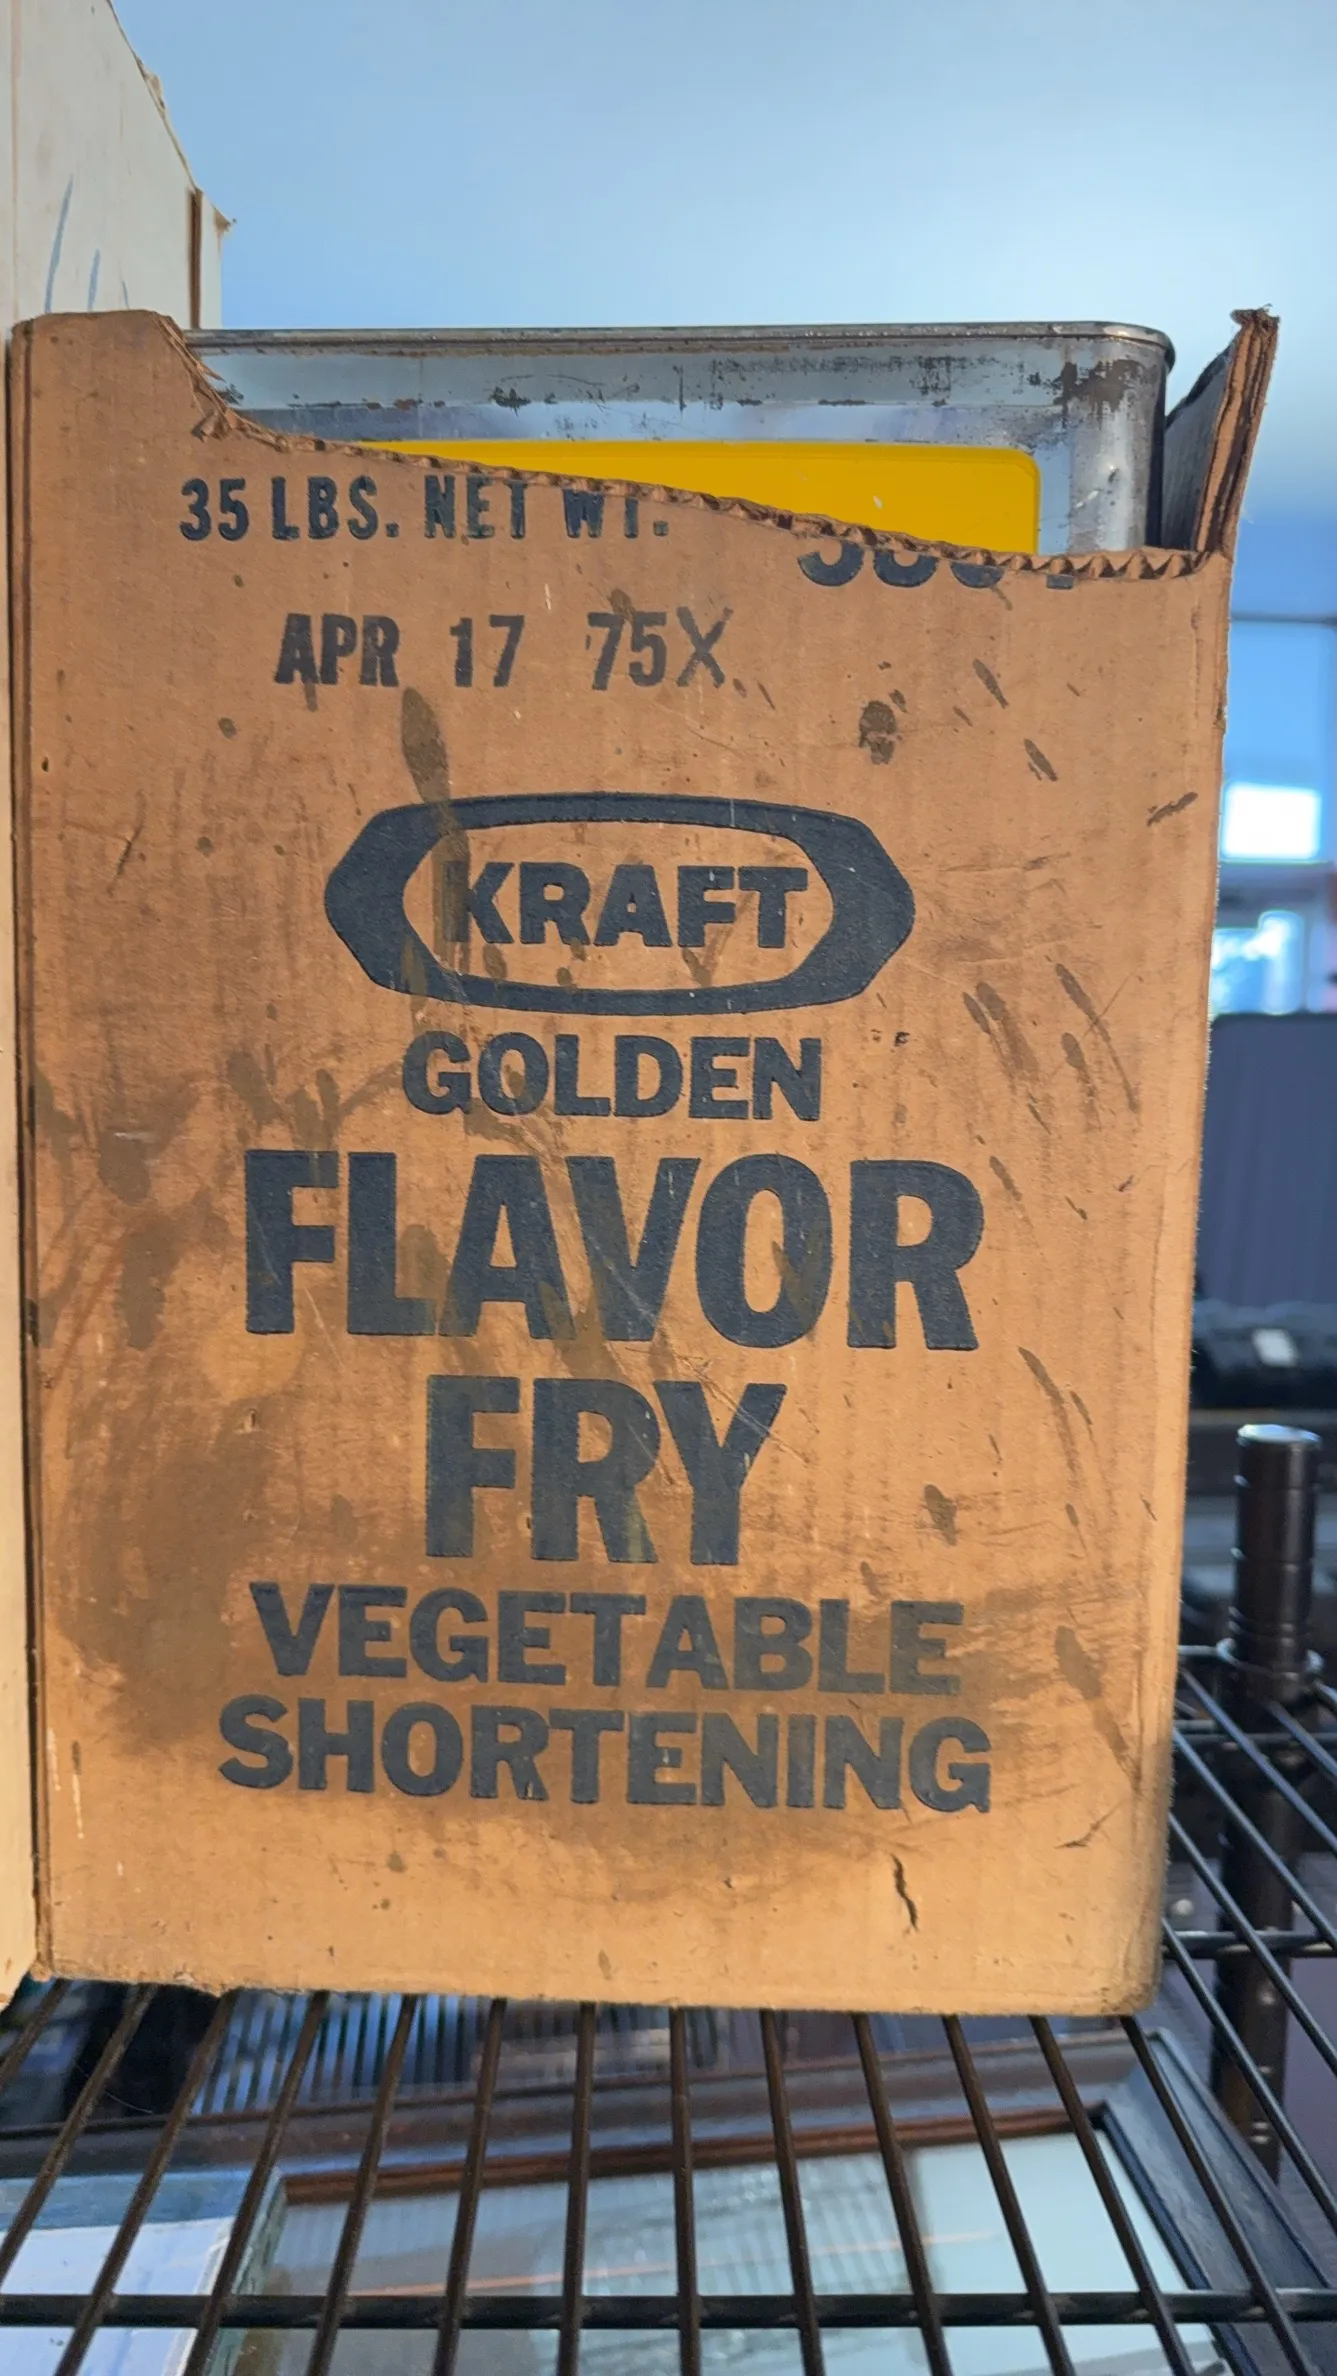 35 LBS. NET WT.
APR 17 75X
KRAFT
GOLDEN
FLAVOR
FRY
VEGETABLE
SHORTENING